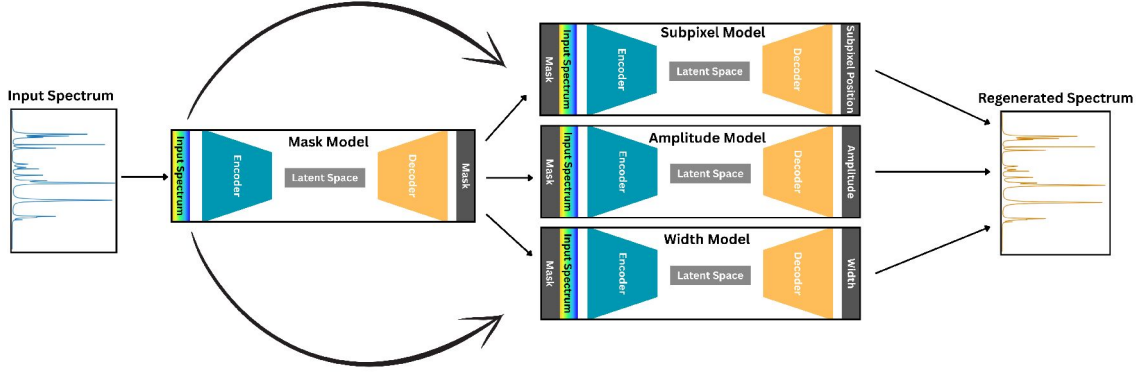 Input Spectrum
Input Spectrum
Mask Model
Encoder
Latent Space
Decoder
Mask
Mask
Input Spectrum
Subpixel Model
Encoder
Latent Space
Decoder
Subpixel Position
Mask
Input Spectrum
Amplitude Model
Encoder
Latent Space
Decoder
Amplitude
Mask
Input Spectrum
Width Model
Encoder
Latent Space
Decoder
Width
Regenerated Spectrum